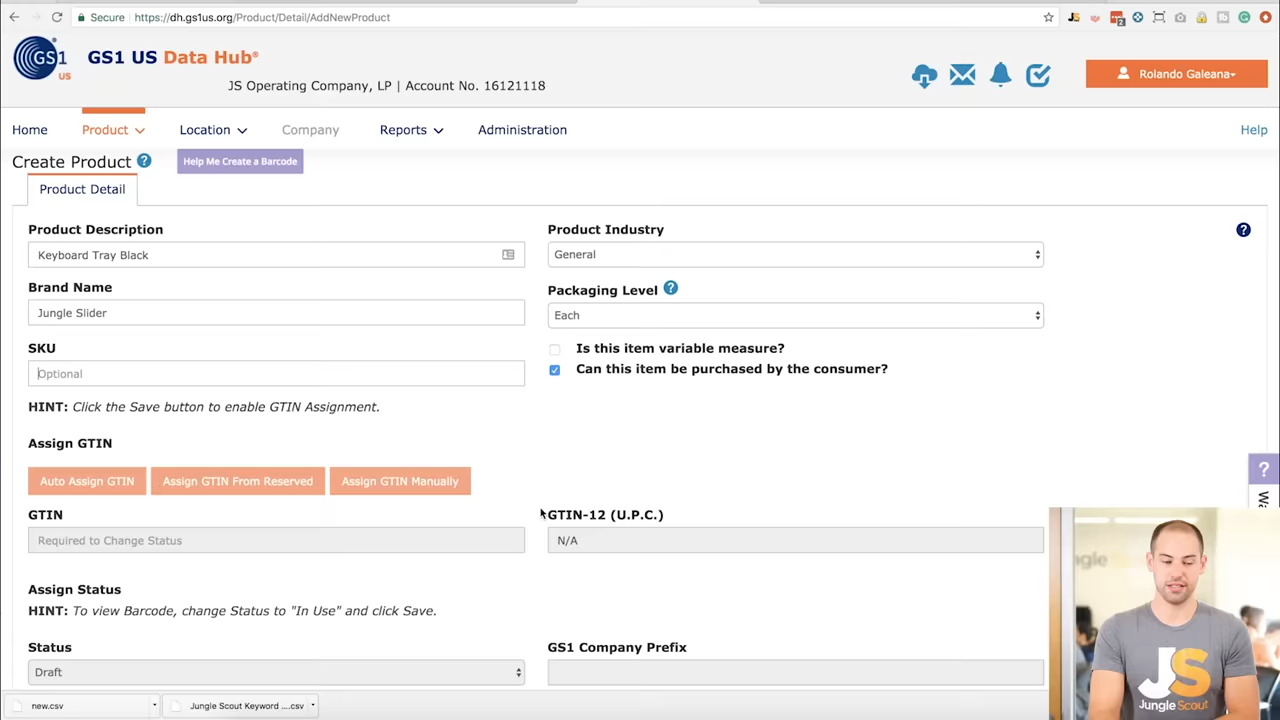 Secure https://dh.gs1us.org/Product/Detail/AddNewProduct
JS
2
GS1 US
GS1 US Data Hub®
JS Operating Company, LP | Account No. 16121118
Rolando Galeana
Home Product Location Company Reports Administration Help
Create Product ? Help Me Create a Barcode
Product Detail
Product Description Product Industry ?
Keyboard Tray Black General
Brand Name Packaging Level ?
Jungle Slider Each
SKU Is this item variable measure?
Optional Can this item be purchased by the consumer?
HINT: Click the Save button to enable GTIN Assignment.
Assign GTIN
Auto Assign GTIN Assign GTIN From Reserved Assign GTIN Manually
?
GTIN GTIN-12 (U.P.C.)
Required to Change Status N/A
Assign Status
HINT: To view Barcode, change Status to "In Use" and click Save.
Status GS1 Company Prefix
Draft
JS
Jungle Scout
new.csv Jungle Scout Keyword ....csv